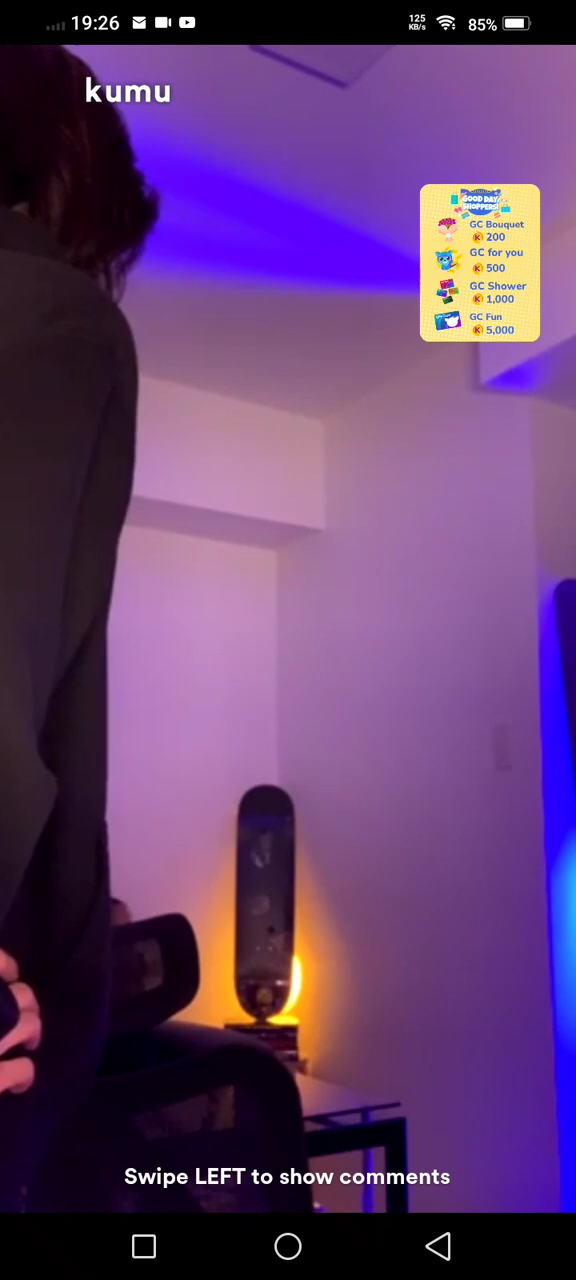 19:26
125
KB/s
85%
kumu
GOOD DAY
SHOPPERS
GC Bouquet
K 200
GC for you
K 500
GC Shower
K 1,000
GC Fun
K 5,000
Swipe LEFT to show comments